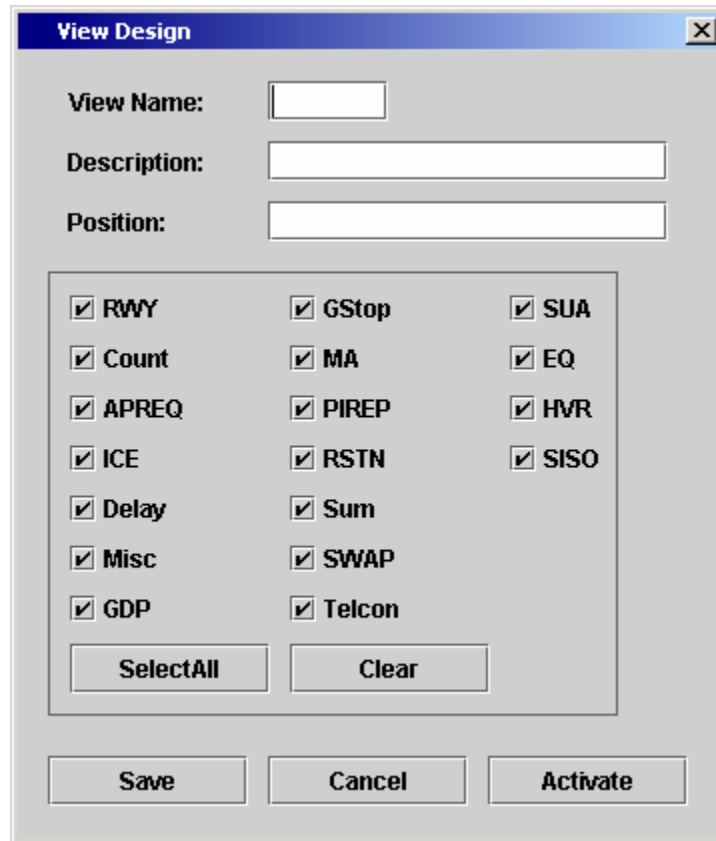 View Design
View Name:
Description:
Position:
RWY GStop SUA
Count MA EQ
APREQ PIREP HVR
ICE RSTN SISO
Delay Sum
Misc SWAP
GDP Telcon
SelectAll Clear
Save Cancel Activate